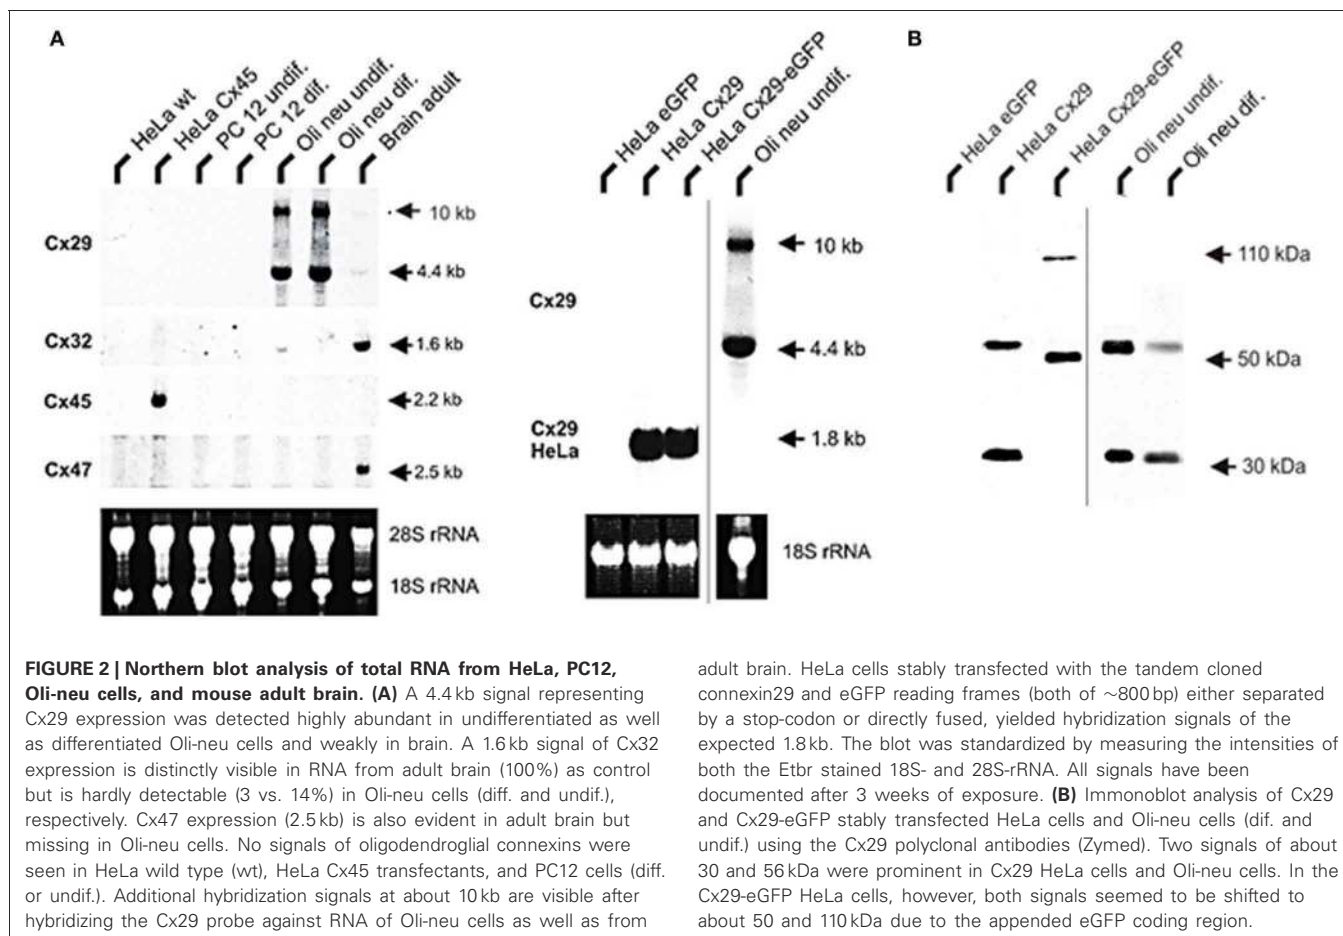 A
HeLa wt
HeLa Cx45
PC 12 undif.
PC 12 dif.
Oli neu undif.
Oli neu dif.
Brain adult
Cx29
10 kb
4.4 kb
Cx32
1.6 kb
Cx45
2.2 kb
Cx47
2.5 kb
28S rRNA
18S rRNA
HeLa eGFP
HeLa Cx29
HeLa Cx29-eGFP
Oli neu undif.
10 kb
Cx29
4.4 kb
Cx29
HeLa
1.8 kb
18S rRNA
B
HeLa eGFP
HeLa Cx29
HeLa Cx29-eGFP
Oli neu undif.
Oli neu dif.
110 kDa
50 kDa
30 kDa
FIGURE 2 | Northern blot analysis of total RNA from HeLa, PC12,
Oli-neu cells, and mouse adult brain. (A) A 4.4 kb signal representing
Cx29 expression was detected highly abundant in undifferentiated as well
as differentiated Oli-neu cells and weakly in brain. A 1.6 kb signal of Cx32
expression is distinctly visible in RNA from adult brain (100%) as control
but is hardly detectable (3 vs. 14%) in Oli-neu cells (diff. and undif.),
respectively. Cx47 expression (2.5 kb) is also evident in adult brain but
missing in Oli-neu cells. No signals of oligodendroglial connexins were
seen in HeLa wild type (wt), HeLa Cx45 transfectants, and PC12 cells (diff.
or undif.). Additional hybridization signals at about 10 kb are visible after
hybridizing the Cx29 probe against RNA of Oli-neu cells as well as from
adult brain. HeLa cells stably transfected with the tandem cloned
connexin29 and eGFP reading frames (both of ~800 bp) either separated
by a stop-codon or directly fused, yielded hybridization signals of the
expected 1.8 kb. The blot was standardized by measuring the intensities of
both the Etbr stained 18S- and 28S-rRNA. All signals have been
documented after 3 weeks of exposure. (B) Immonoblot analysis of Cx29
and Cx29-eGFP stably transfected HeLa cells and Oli-neu cells (dif. and
undif.) using the Cx29 polyclonal antibodies (Zymed). Two signals of about
30 and 56 kDa were prominent in Cx29 HeLa cells and Oli-neu cells. In the
Cx29-eGFP HeLa cells, however, both signals seemed to be shifted to
about 50 and 110 kDa due to the appended eGFP coding region.